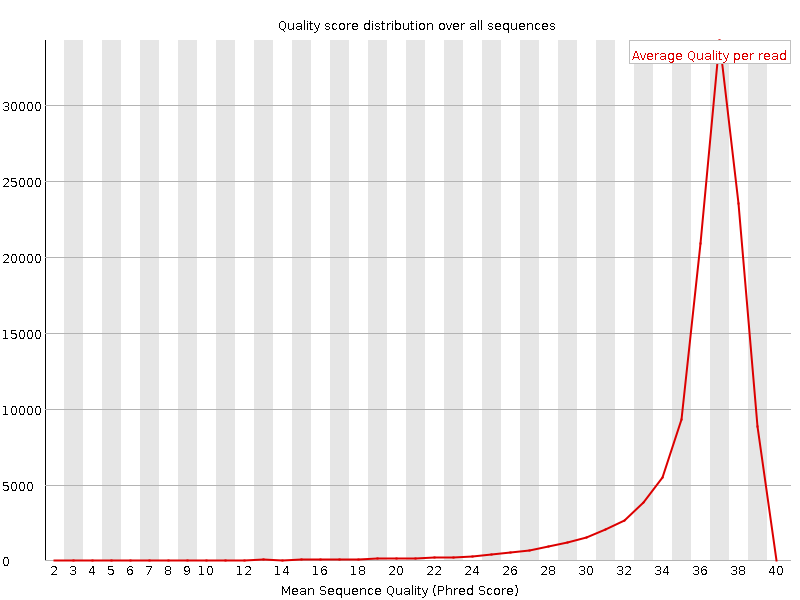 Quality score distribution over all sequences
Average Quality per read
30000
25000
20000
15000
10000
5000
0
2 3 4 5 6 7 8 9 10 12 14 16 18 20 22 24 26 28 30 32 34 36 38 40
Mean Sequence Quality (Phred Score)